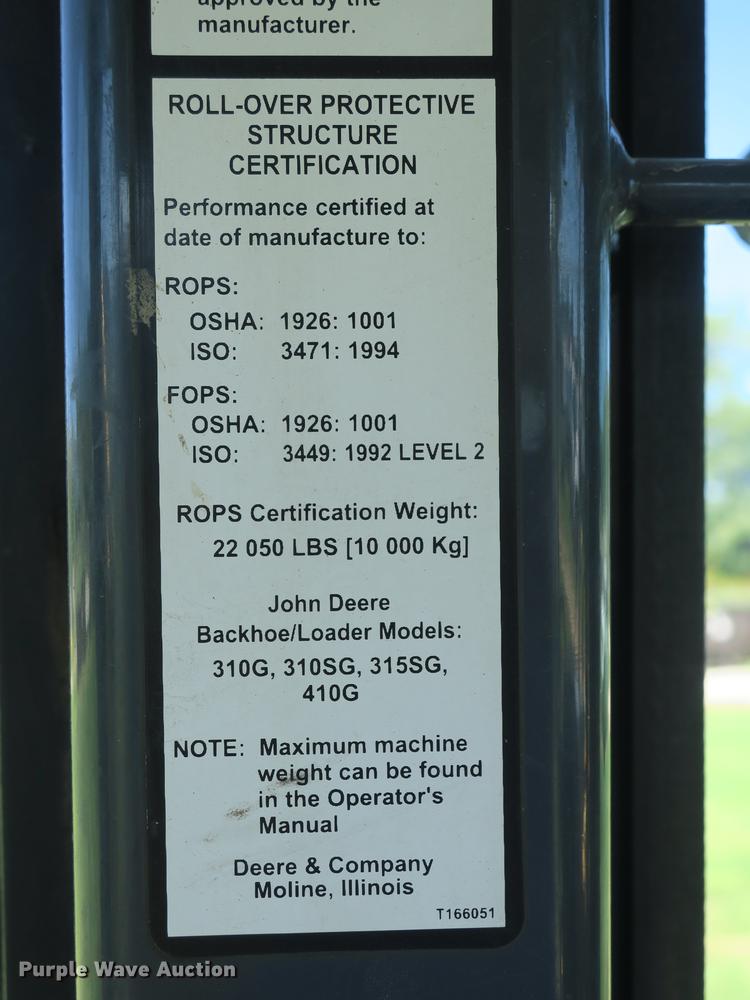 approved by the
manufacturer.
ROLL-OVER PROTECTIVE
STRUCTURE
CERTIFICATION
Performance certified at
date of manufacture to:
ROPS:
OSHA: 1926: 1001
ISO: 3471: 1994
FOPS:
OSHA: 1926: 1001
ISO: 3449: 1992 LEVEL 2
ROPS Certification Weight:
22 050 LBS [10 000 Kg]
John Deere
Backhoe/Loader Models:
310G, 310SG, 315SG,
410G
NOTE: Maximum machine
weight can be found
in the Operator's
Manual
Deere & Company
Moline, Illinois
T166051
Purple Wave Auction